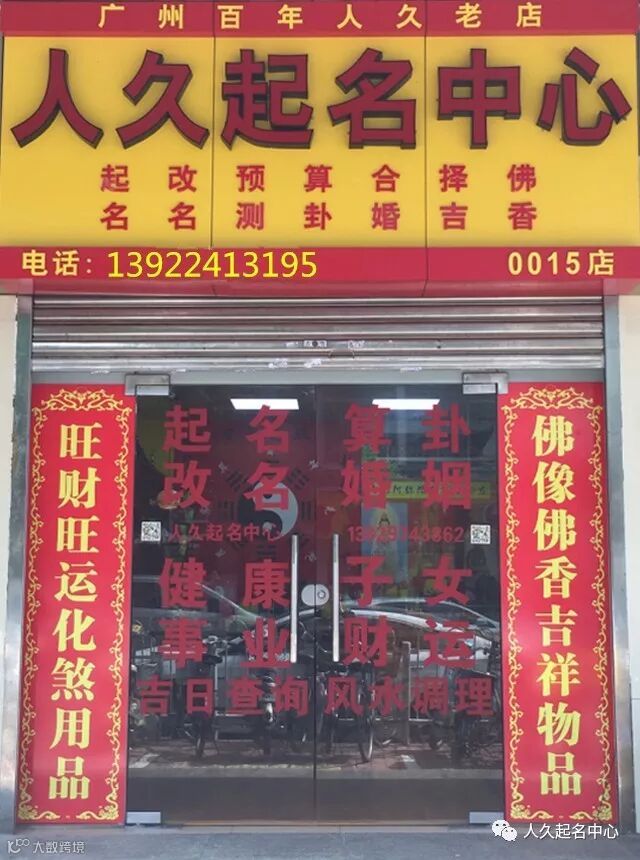 广州百年人久老店
人久起名中心
起改预算合择佛
名名测卦婚吉香
电话：13922413195
0015店
旺财旺运化煞用品
起名 算卦
改名 婚姻
人久起名中心
健康 子女
事业 财运
吉日查询 风水调理
佛像佛香吉祥物品
人久起名中心
大数跨境